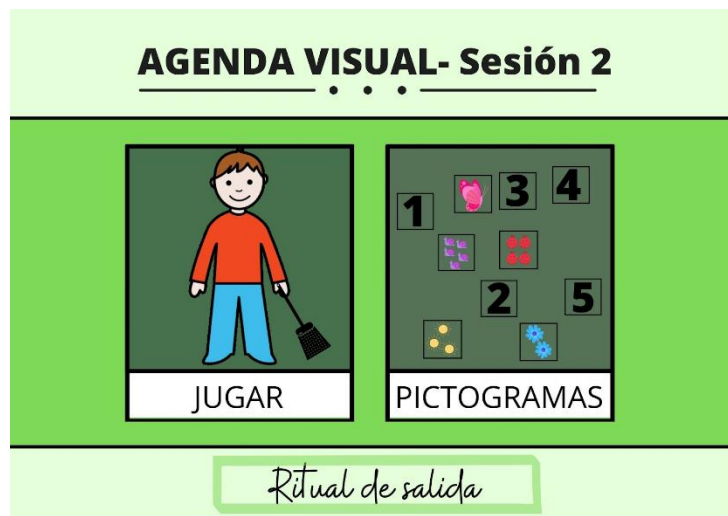 AGENDA VISUAL- Sesión 2
1
3
4
2
5
JUGAR
PICTOGRAMAS
Ritual de salida